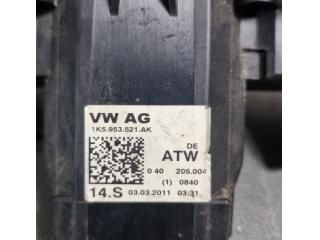 VW AG
1K5.953.521.AK
DE
ATW
0 40 205.004
(1) 0840
14.S 03.03.2011 03:31